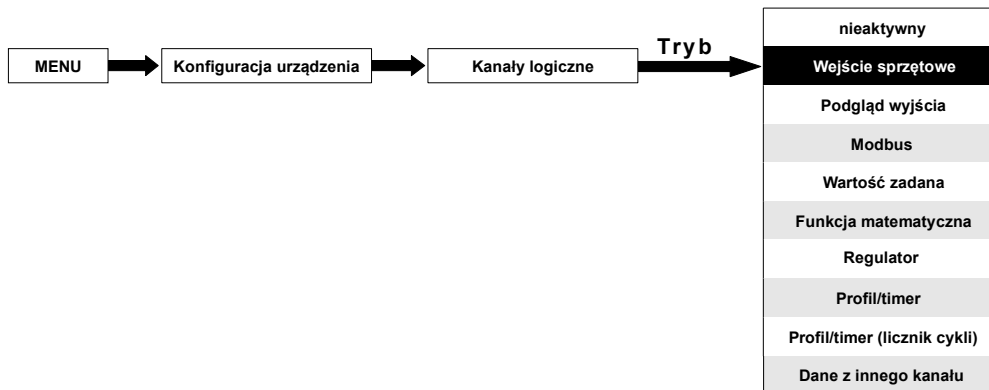 MENU
Konfiguracja urządzenia
Kanały logiczne
Tryb
nieaktywny
Wejście sprzętowe
Podgląd wyjścia
Modbus
Wartość zadana
Funkcja matematyczna
Regulator
Profil/timer
Profil/timer (licznik cykli)
Dane z innego kanału